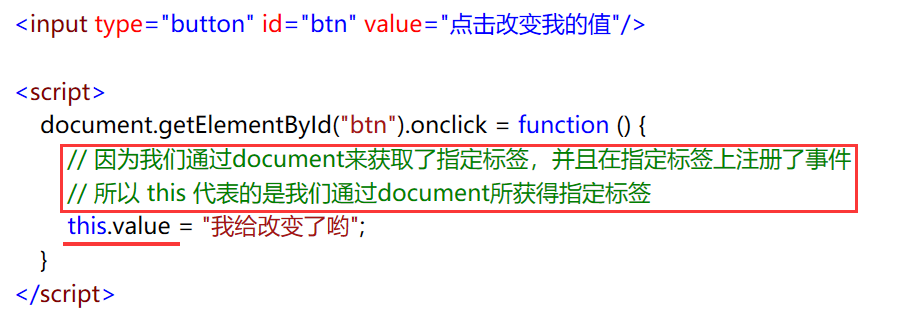 <input type="button" id="btn" value="点击改变我的值"/>
<script>
document.getElementById("btn").onclick = function () {
// 因为我们通过document来获取了指定标签，并且在指定标签上注册了事件
// 所以 this 代表的是我们通过document所获得指定标签
this.value = "我给改变了哟";
}
</script>